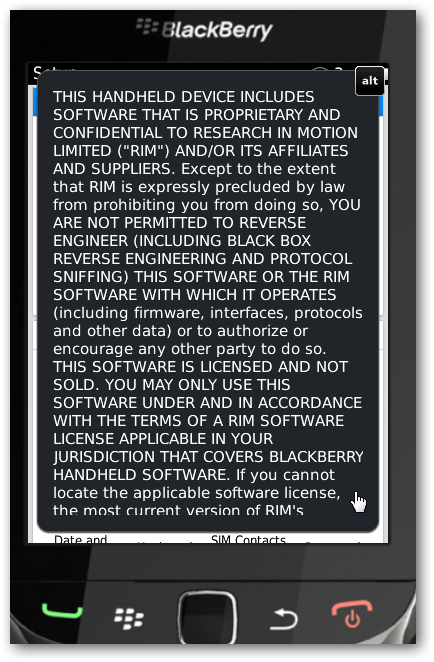 BlackBerry
alt
THIS HANDHELD DEVICE INCLUDES
SOFTWARE THAT IS PROPRIETARY AND
CONFIDENTIAL TO RESEARCH IN MOTION
LIMITED ("RIM") AND/OR ITS AFFILIATES
AND SUPPLIERS. Except to the extent
that RIM is expressly precluded by law
from prohibiting you from doing so, YOU
ARE NOT PERMITTED TO REVERSE
ENGINEER (INCLUDING BLACK BOX
REVERSE ENGINEERING AND PROTOCOL
SNIFFING) THIS SOFTWARE OR THE RIM
SOFTWARE WITH WHICH IT OPERATES
(including firmware, interfaces, protocols
and other data) or to authorize or
encourage any other party to do so.
THIS SOFTWARE IS LICENSED AND NOT
SOLD. YOU MAY ONLY USE THIS
SOFTWARE UNDER AND IN ACCORDANCE
WITH THE TERMS OF A RIM SOFTWARE
LICENSE APPLICABLE IN YOUR
JURISDICTION THAT COVERS BLACKBERRY
HANDHELD SOFTWARE. If you cannot
locate the applicable software license,
the most current version of RIM's
Date and
SIM Contacts